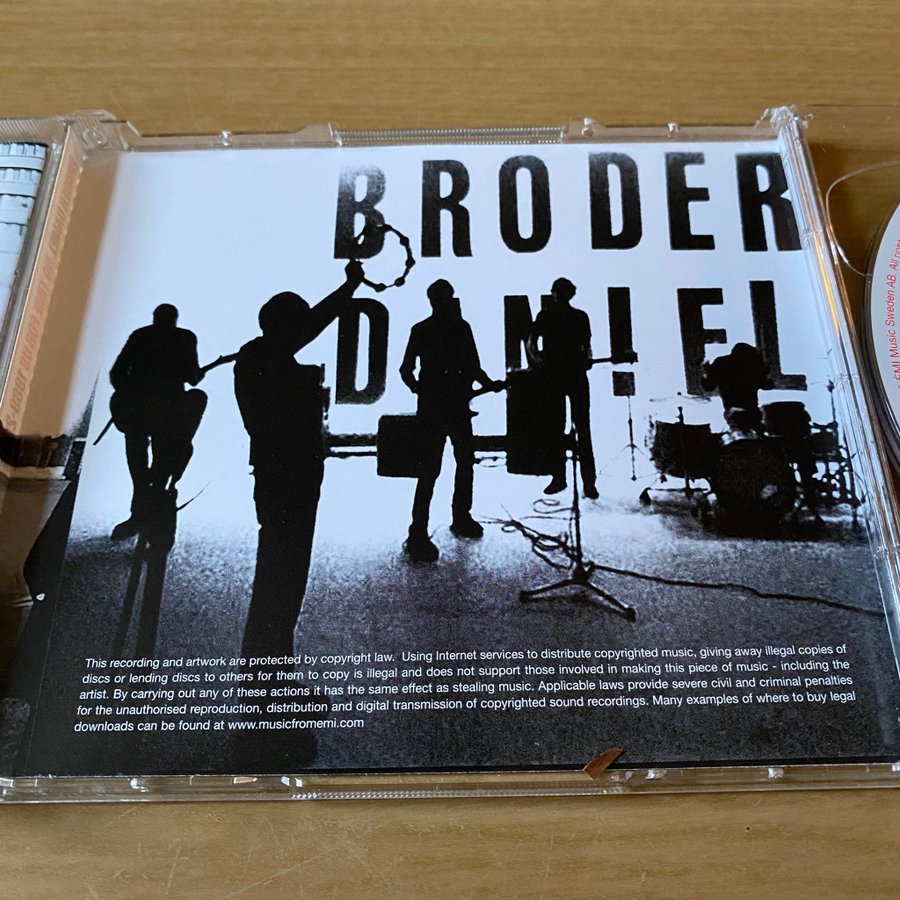 BRODER
DANIEL
This recording and artwork are protected by copyright law. Using Internet services to distribute copyrighted music, giving away illegal copies of
discs or lending discs to others for them to copy is illegal and does not support those involved in making this piece of music - including the
artist. By carrying out any of these actions it has the same effect as stealing music. Applicable laws provide severe civil and criminal penalties
for the unauthorised reproduction, distribution and digital transmission of copyrighted sound recordings. Many examples of where to buy legal
downloads can be found at www.musicfromemi.com
EMI Music Sweden AB. All